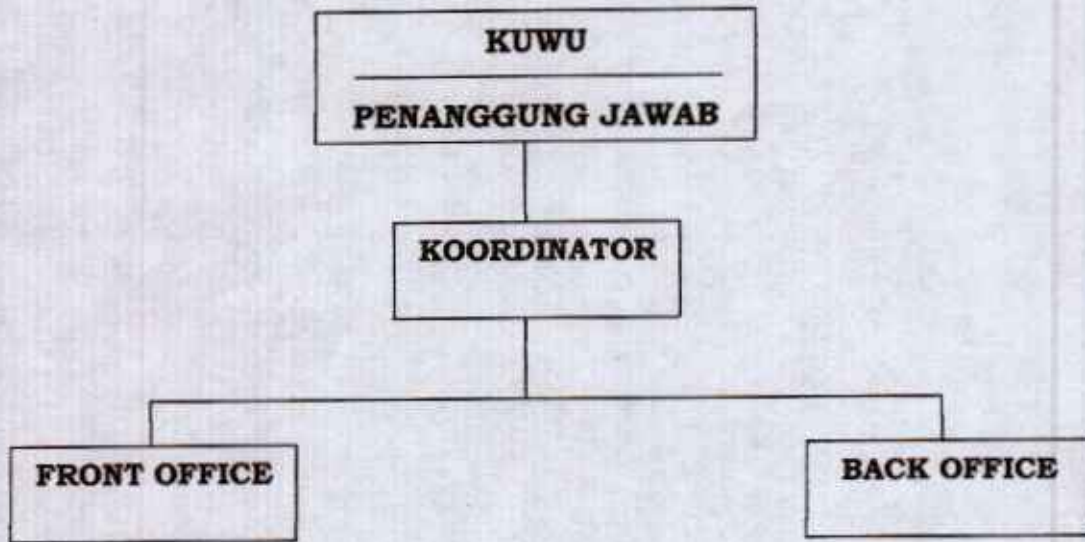 KUWU
PENANGGUNG JAWAB
KOORDINATOR
FRONT OFFICE
BACK OFFICE